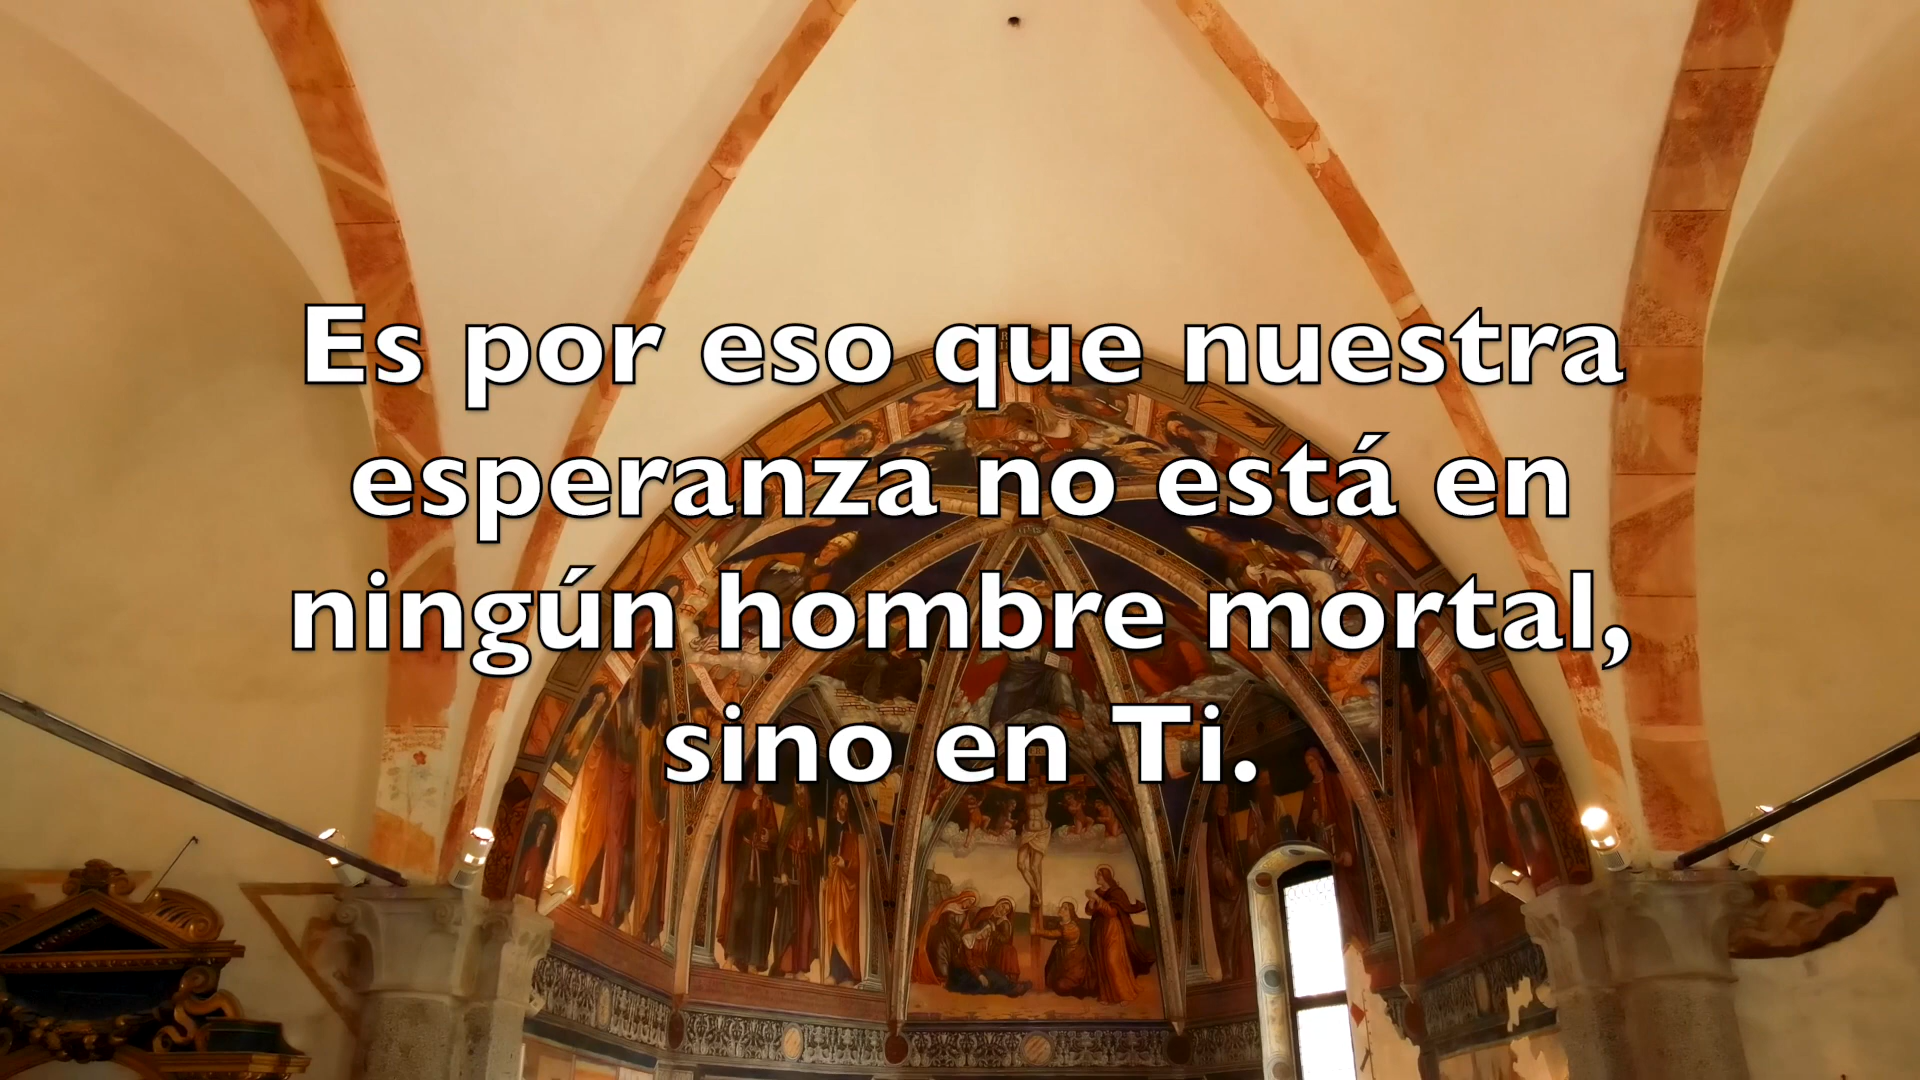 Es por eso que nuestra
esperanza no está en
ningún hombre mortal,
sino en Ti.